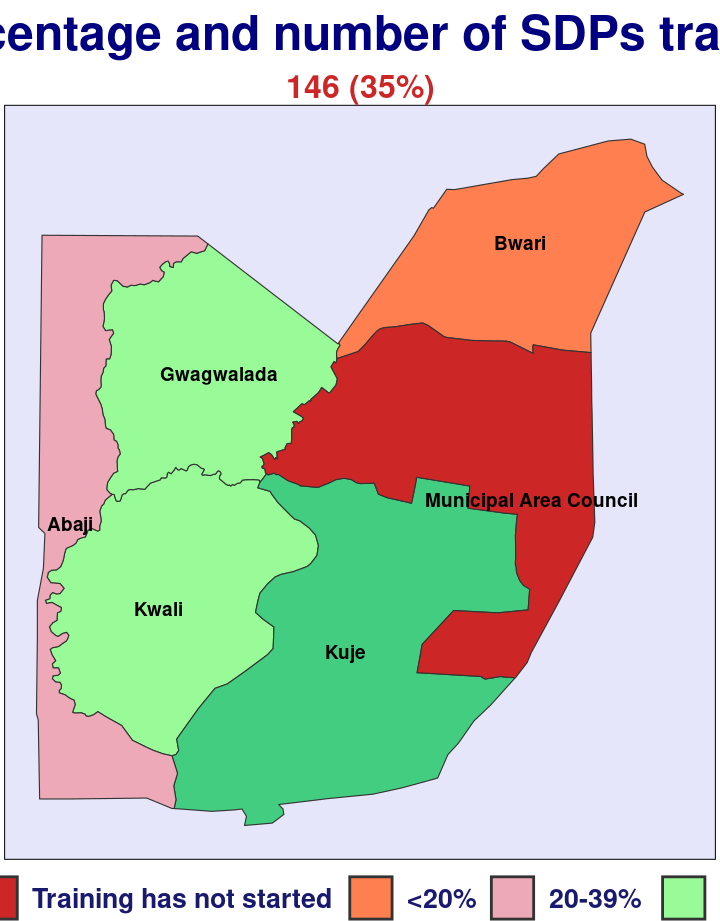 centage and number of SDPs tra
146 (35%)
Bwari
Gwagwalada
Municipal Area Council
Abaji
Kwali
Kuje
Training has not started <20% 20-39%